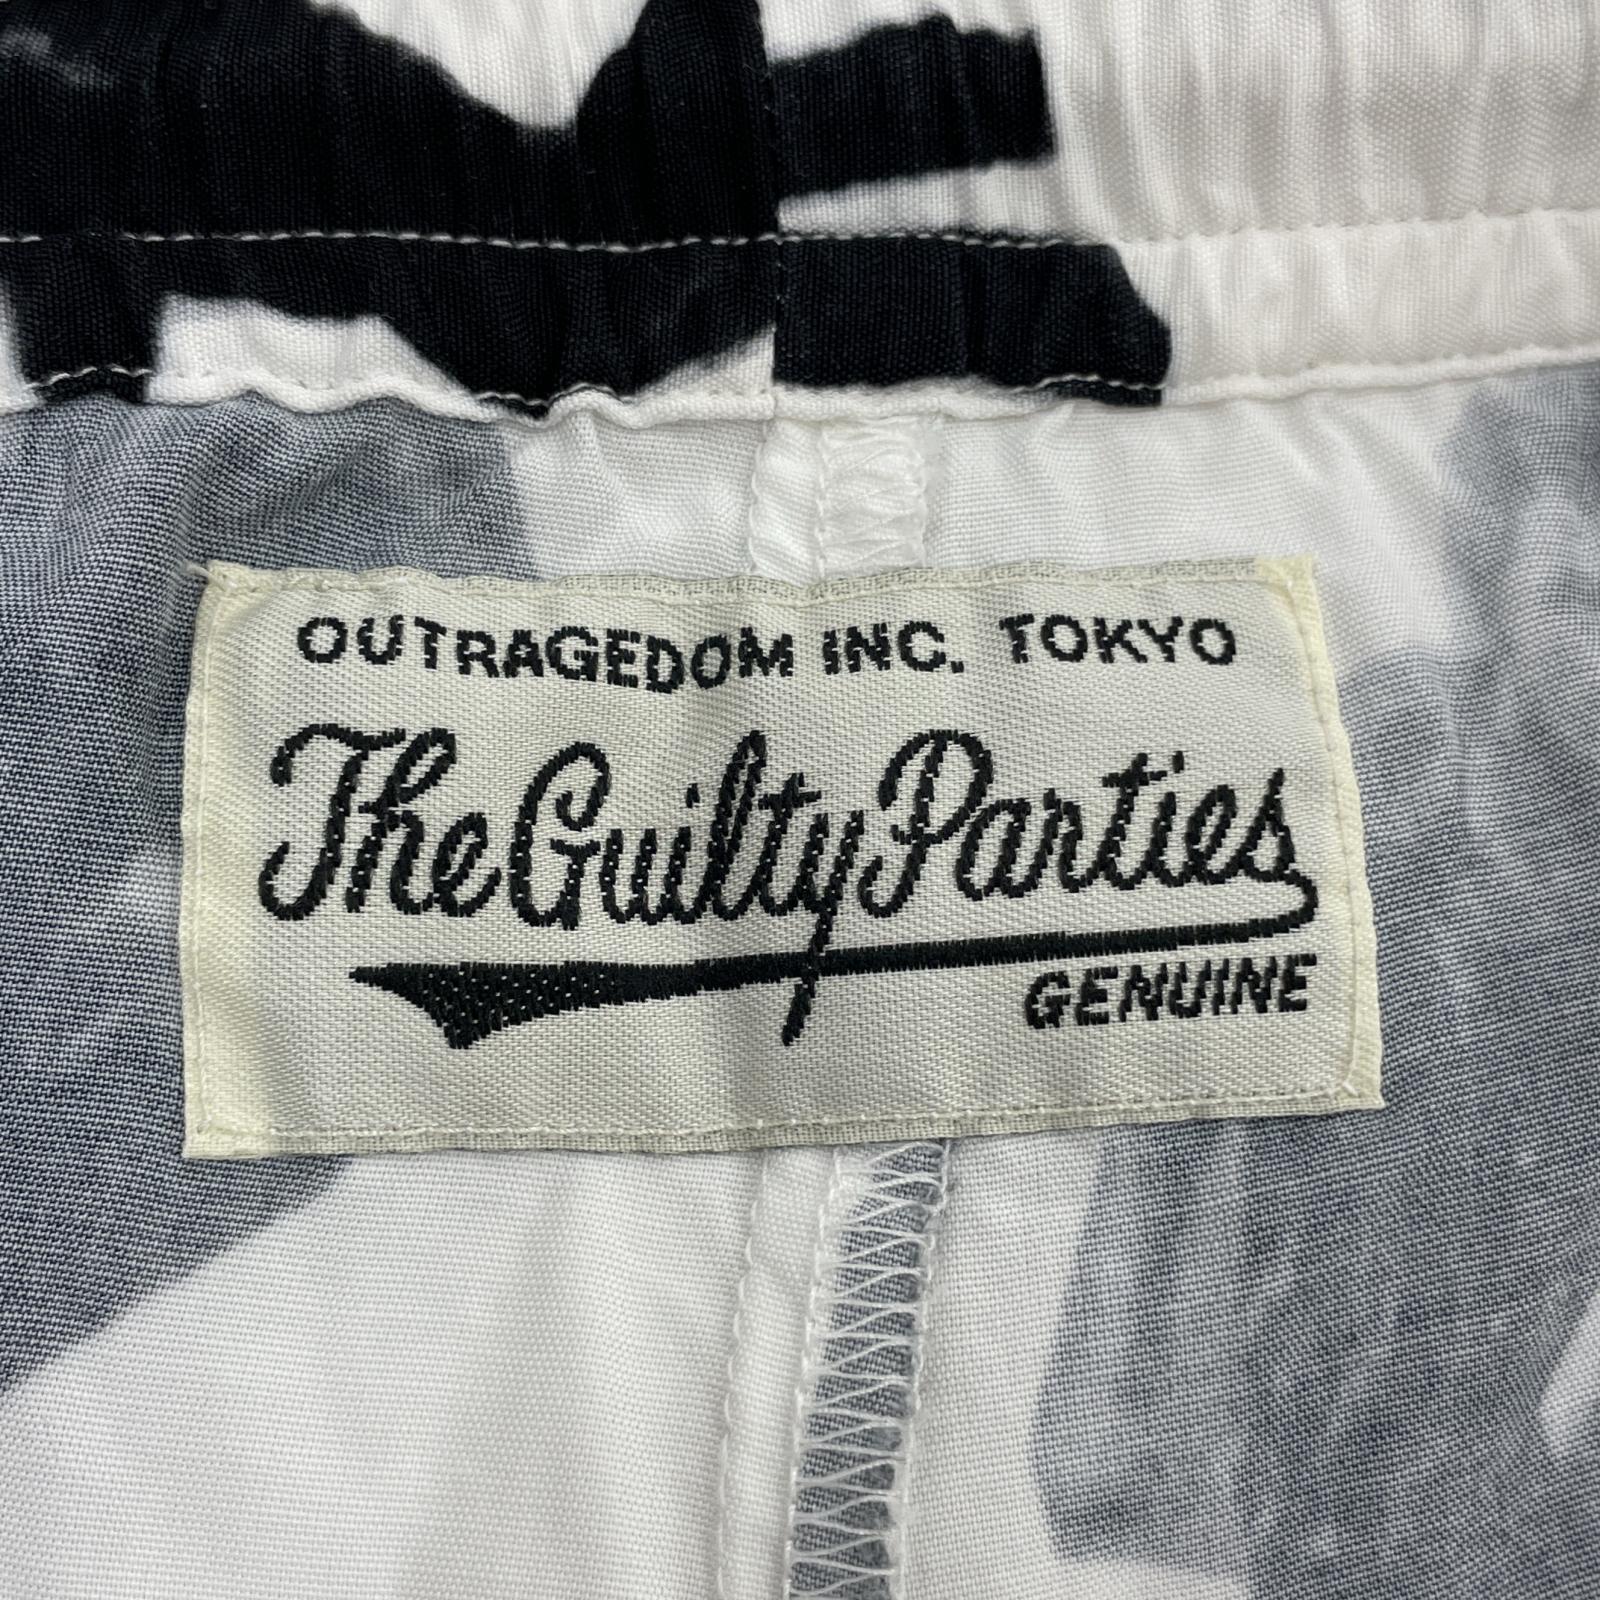 OUTRAGEDOM INC. TOKYO
The Guilty Parties
GENUINE